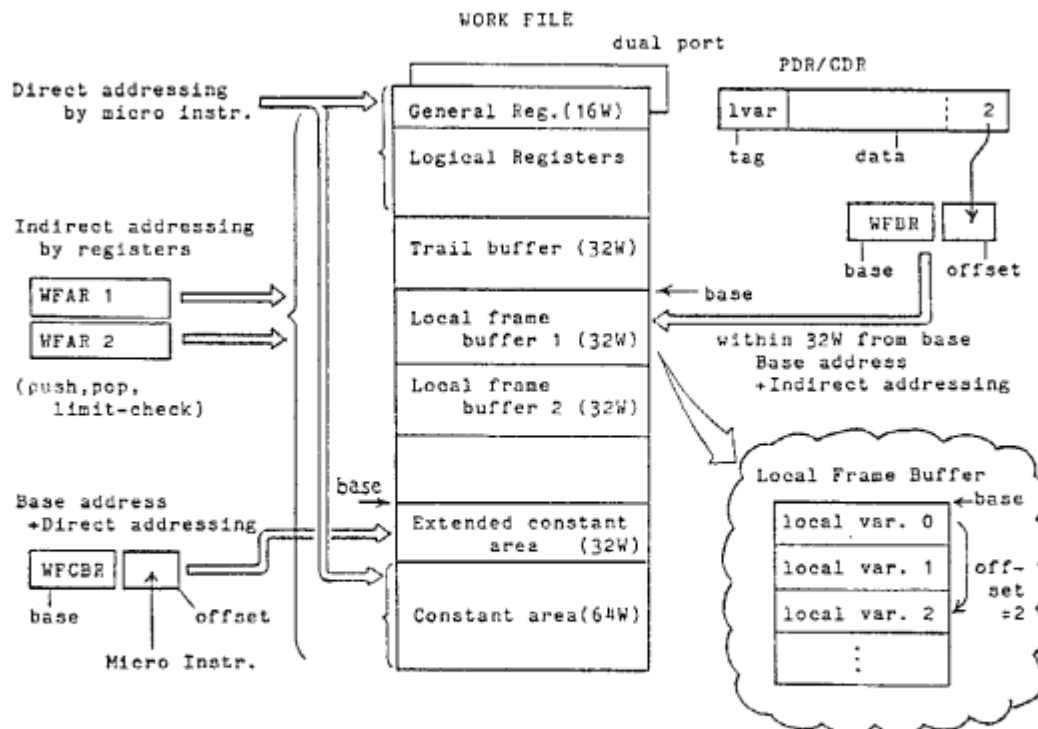 WORK FILE
dual port
PDR/CDR
Direct addressing
by micro instr.
General Reg.(16W)
lvar
2
tag
data
Logical Registers
Indirect addressing
by registers
WFAR 1
WFAR 2
(push,pop,
limit-check)
Trail buffer (32W)
WFBR
base
offset
base
Local frame
buffer 1 (32W)
within 32W from base
Base address
+Indirect addressing
Local frame
buffer 2 (32W)
base
Base address
+Direct addressing
WFCBR
base
offset
Micro Instr.
Extended constant
area (32W)
Constant area(64W)
Local Frame Buffer
base
local var. 0
local var. 1
local var. 2
off-
set
=2